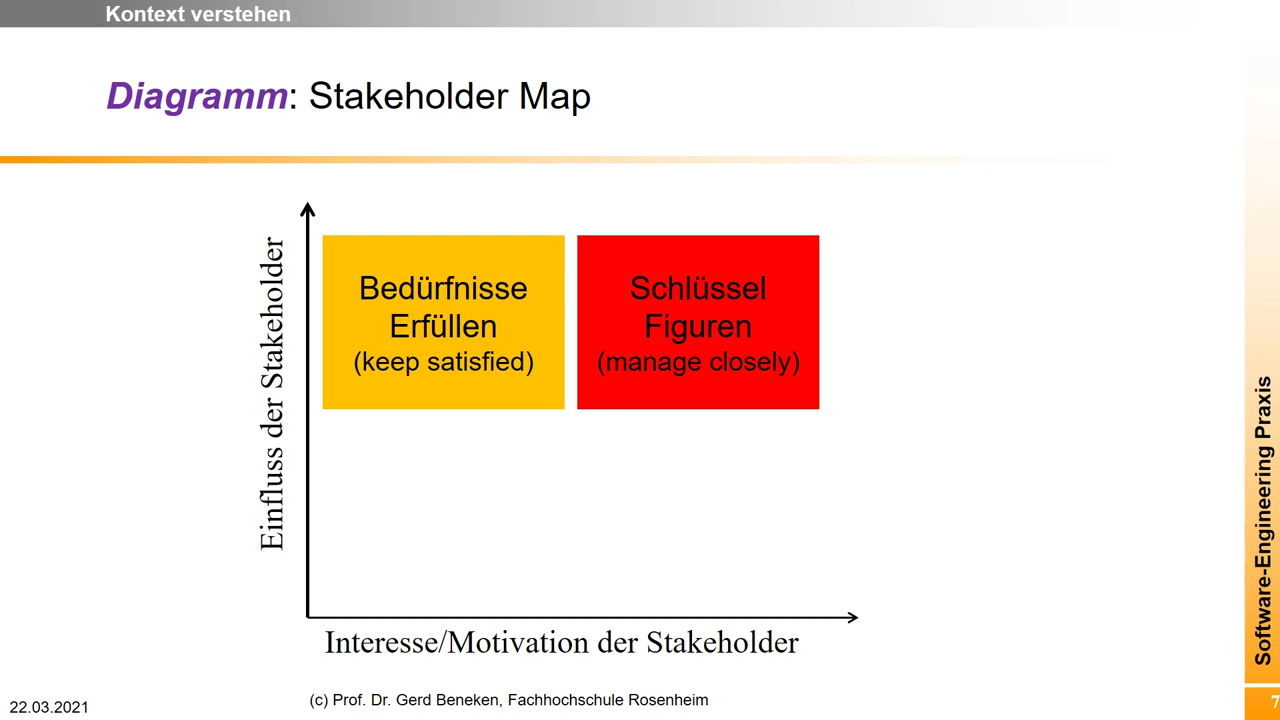 Kontext verstehen
Diagramm: Stakeholder Map
Einfluss der Stakeholder
Bedürfnisse
Erfüllen
(keep satisfied)
Schlüssel
Figuren
(manage closely)
Interesse/Motivation der Stakeholder
Software-Engineering Praxis
22.03.2021
(c) Prof. Dr. Gerd Beneken, Fachhochschule Rosenheim
7